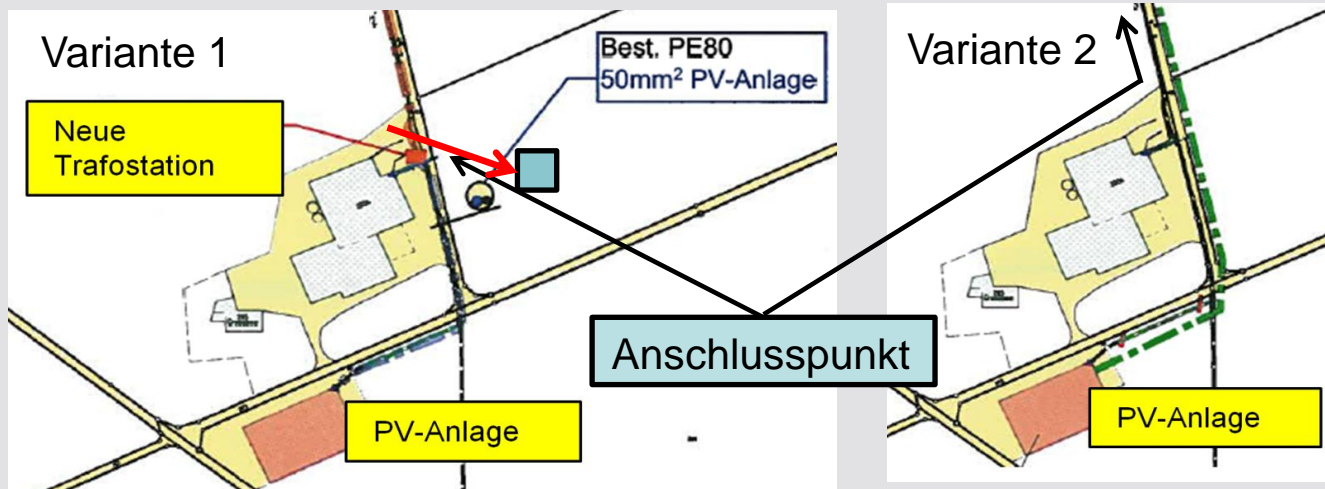 Variante 1
Best. PE80
50mm² PV-Anlage
Neue
Trafostation
PV-Anlage
Variante 2
Anschlusspunkt
PV-Anlage